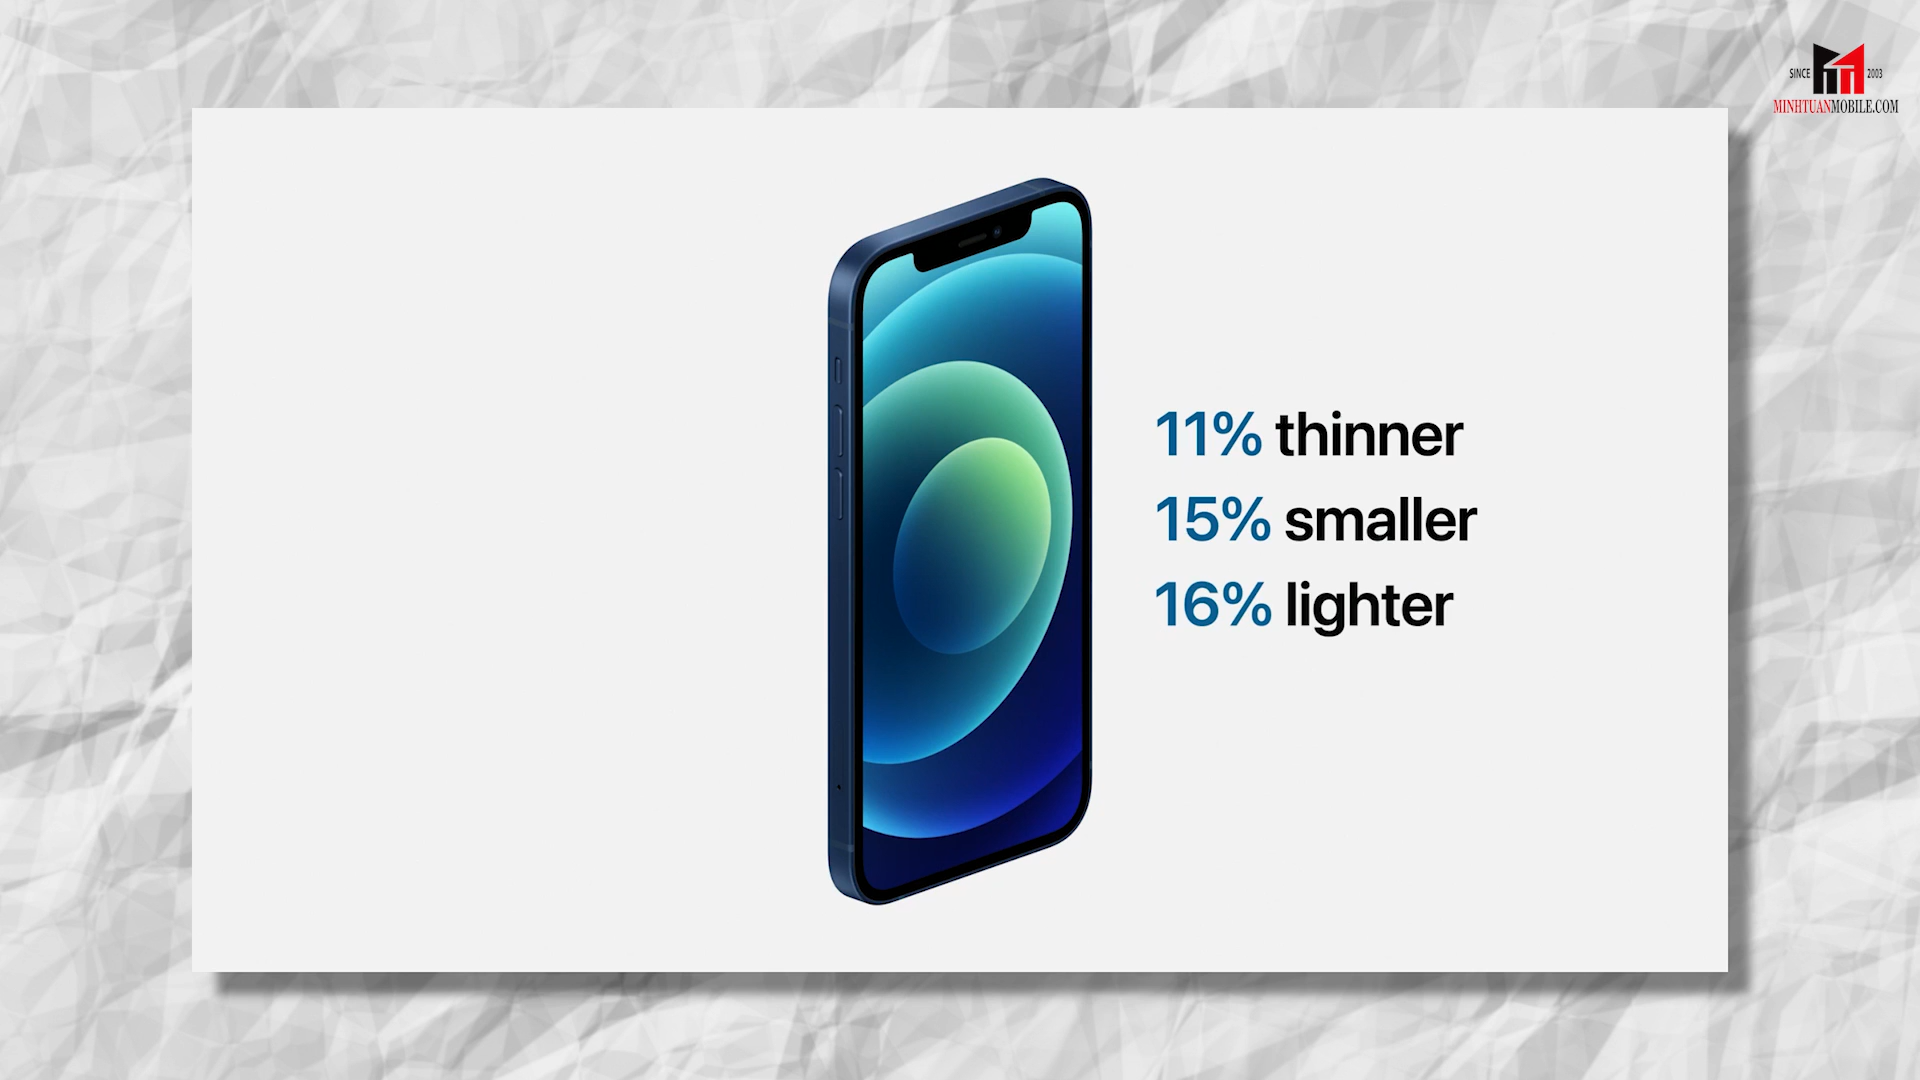 SINCE 2003
MINHTUANMOBILE.COM
11% thinner
15% smaller
16% lighter